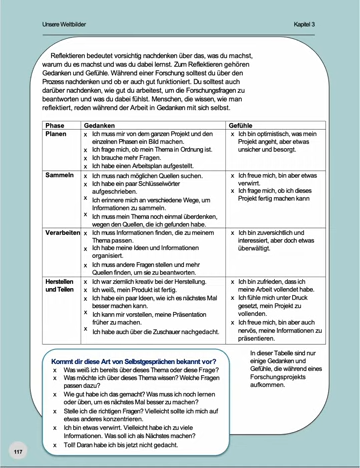 Unsere Weltbilder
Kapitel 3
Reflektieren bedeutet vorsichtig nachdenken über das, was du machst,
warum du es machst und was du dabei lernst. Zum Reflektieren gehören
Gedanken und Gefühle. Während einer Forschung solltest du über den
Prozess nachdenken und ob er auch gut funktioniert. Du solltest auch
darüber nachdenken, wie gut du arbeitest, um die Forschungsfragen zu
beantworten und was du dabei fühlst. Menschen, die wissen, wie man
reflektiert, reden während der Arbeit in Gedanken mit sich selbst.
Phase Gedanken Gefühle
Planen
x Ich muss mir von dem ganzen Projekt und den
einzelnen Phasen ein Bild machen.
x Ich frage mich, ob mein Thema in Ordnung ist.
x Ich brauche mehr Fragen.
x Ich habe einen Arbeitsplan aufgestellt.
x Ich bin optimistisch, was mein
Projekt angeht, aber etwas
unsicher und besorgt.
Sammeln
x Ich muss nach möglichen Quellen suchen.
x Ich habe ein paar Schlüsselwörter
aufgeschrieben.
x Ich erinnere mich an verschiedene Wege, um
Informationen zu sammeln.
x Ich muss mein Thema noch einmal überdenken,
wegen den Quellen, die ich gefunden habe.
x Ich freue mich, bin aber etwas
verwirrt.
x Ich frage mich, ob ich dieses
Projekt fertig machen kann
Verarbeiten
x Ich muss Informationen finden, die zu meinem
Thema passen.
x Ich habe meine Ideen und Informationen
organisiert.
x Ich muss andere Fragen stellen und mehr
Quellen finden, um sie zu beantworten.
x Ich bin zuversichtlich und
interessiert, aber doch etwas
überwältigt.
Herstellen
und Teilen
x Ich war ziemlich kreativ bei der Herstellung.
x Ich weiß, mein Produkt ist fertig.
x Ich habe ein paar Ideen, wie ich es nächstes Mal
besser machen kann.
x Ich kann mir vorstellen, meine Präsentation
früher zu machen.
x Ich habe auch über die Zuschauer nachgedacht.
x Ich bin zufrieden, dass ich
meine Arbeit vollendet habe.
x Ich fühle mich unter Druck
gesetzt, mein Projekt zu
vollenden.
x Ich freue mich, bin aber auch
nervös, meine Informationen zu
präsentieren.
Kommt dir diese Art von Selbstgesprächen bekannt vor?
x Was weiß ich bereits über dieses Thema oder diese Frage?
x Was möchte ich über dieses Thema wissen? Welche Fragen
passen dazu?
x Wie gut habe ich das gemacht? Was muss ich noch lernen
oder üben, um es nächstes Mal besser zu machen?
x Stelle ich die richtigen Fragen? Vielleicht sollte ich mich auf
etwas anderes konzentrieren.
x Ich bin etwas verwirrt. Vielleicht habe ich zu viele
Informationen. Was soll ich als Nächstes machen?
x Toll! Daran habe ich bis jetzt nicht gedacht.
In dieser Tabelle sind nur
einige Gedanken und
Gefühle, die während eines
Forschungsprojekts
aufkommen.
117